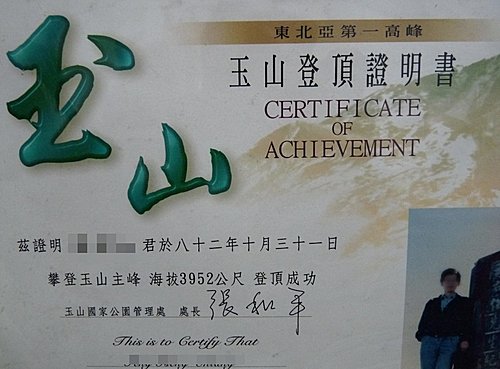 玉山
東北亞第一高峰
玉山登頂證明書
CERTIFICATE
OF
ACHIEVEMENT
茲證明 君於八十二年十月三十一日
攀登玉山主峰 海拔3952公尺 登頂成功
玉山國家公園管理處 處長 張和平
This is to Certify That